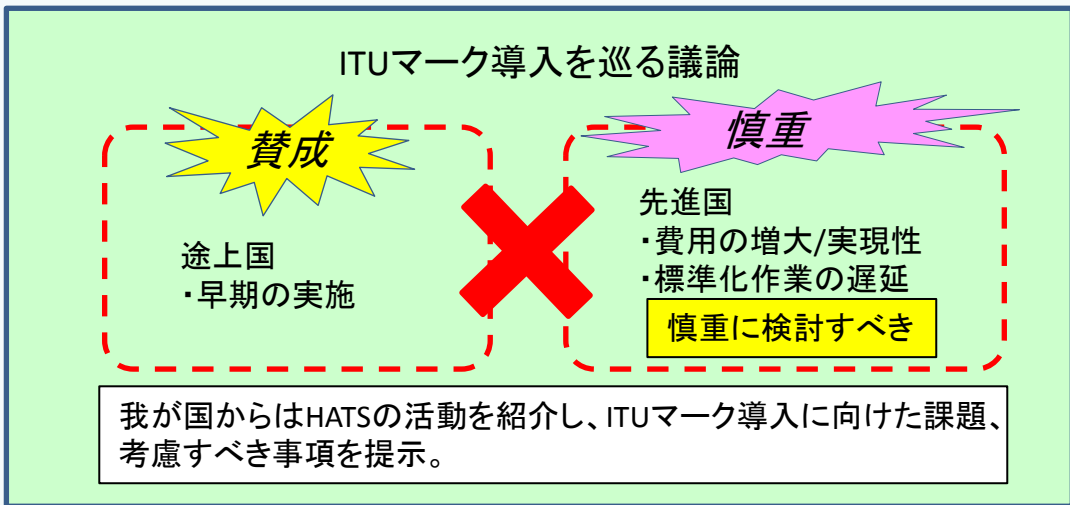 ITUマーク導入を巡る議論
賛成
途上国
・早期の実施
慎重
先進国
・費用の増大/実現性
・標準化作業の遅延
慎重に検討すべき
我が国からはHATSの活動を紹介し、ITUマーク導入に向けた課題、
考慮すべき事項を提示。